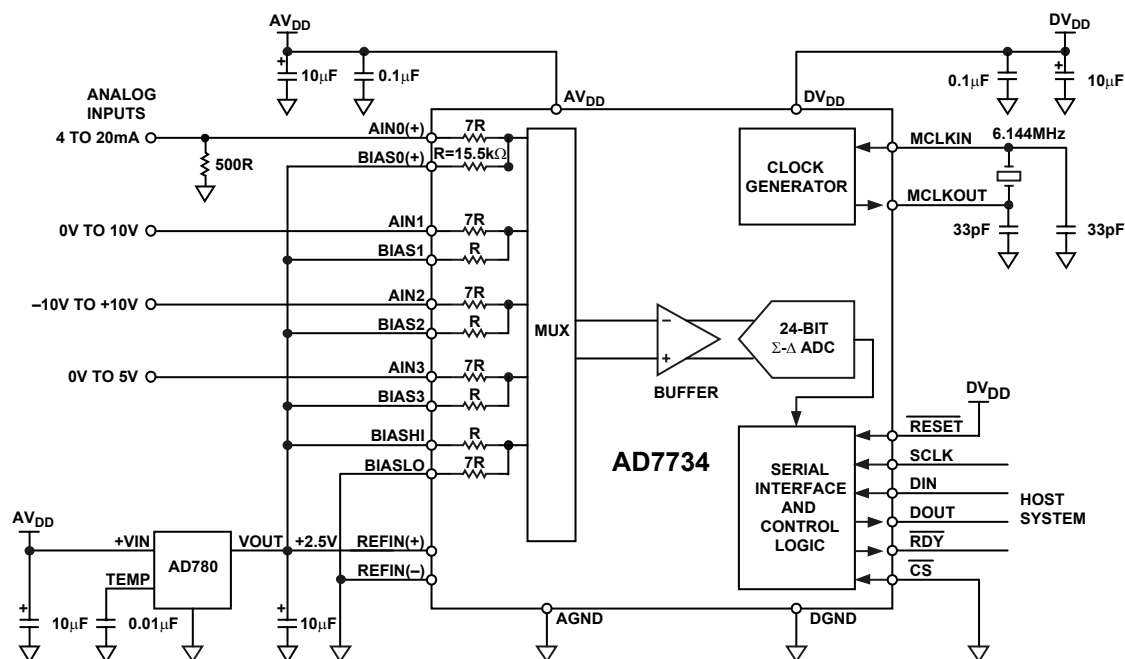 AVDD
DVDD
10µF
0.1µF
0.1µF
10µF
ANALOG
INPUTS
AVDD
DVDD
4 TO 20mA
AIN0(+)
7R
500R
BIAS0(+)
R=15.5kΩ
0V TO 10V
AIN1
7R
BIAS1
R
–10V TO +10V
AIN2
7R
BIAS2
R
0V TO 5V
AIN3
7R
BIAS3
R
BIASHI
R
BIASLO
7R
MUX
BUFFER
–
+
24-BIT
Σ-Δ ADC
CLOCK
GENERATOR
MCLKIN
6.144MHz
MCLKOUT
33pF
33pF
AD7734
SERIAL
INTERFACE
AND
CONTROL
LOGIC
DVDD
RESET
SCLK
DIN
DOUT
RDY
CS
HOST
SYSTEM
AVDD
+VIN
AD780
VOUT
+2.5V
REFIN(+)
TEMP
REFIN(–)
10µF
0.01µF
10µF
AGND
DGND